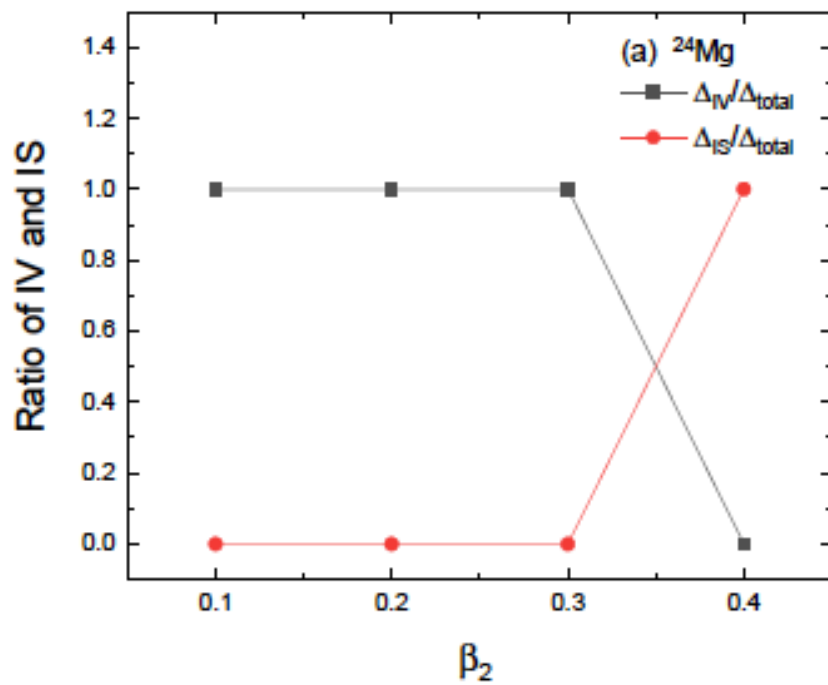 (a) ²⁴Mg
Δ_IV/Δ_total
Δ_IS/Δ_total
Ratio of IV and IS
1.4
1.2
1.0
0.8
0.6
0.4
0.2
0.0
0.1 0.2 0.3 0.4
β₂